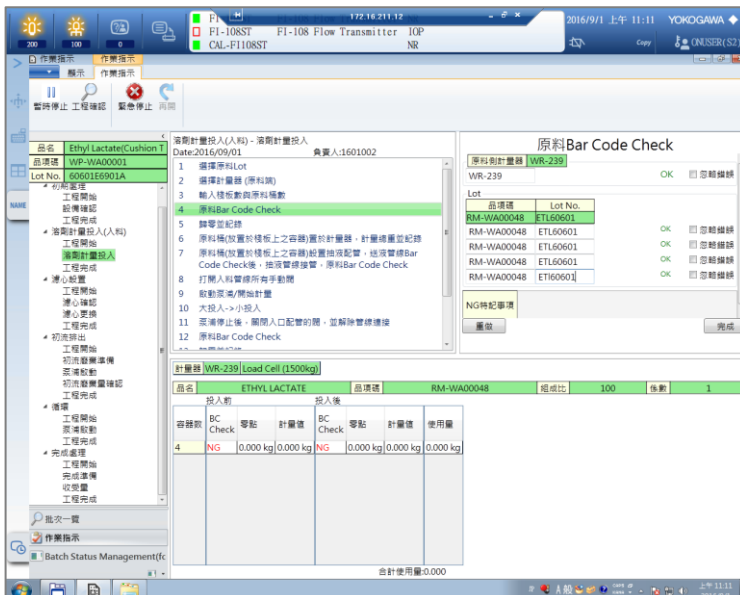 200
100
0
172.16.211.12
FI-108ST FI-108 Flow Transmitter IOP
CAL-FI108ST NR
2016/9/1 上午 11:11 YOKOGAWA
Copy
ONUSER(S2)
作業指示 作業指示
顯示 作業指示
暫時停止 工程確認 緊急停止 再開
品名 Ethyl Lactate(Cushion T
品項碼 WP-WA00001
Lot No. 60601E6901A
NAME
初期處理
工程開始
設備確認
工程完成
溶劑計量投入(入料)
工程開始
溶劑計量投入
工程完成
濾心設置
工程開始
濾心確認
濾心更換
工程完成
初流排出
工程開始
初流廢棄準備
泵浦啟動
初流廢棄量確認
工程完成
循環
工程開始
泵浦啟動
工程完成
完成處理
工程開始
完成準備
收受量
工程完成
批次一覽
作業指示
Batch Status Management(fc
溶劑計量投入(入料) - 溶劑計量投入
Date:2016/09/01 負責人:1601002
1 選擇原料Lot
2 選擇計量器 (原料端)
3 輸入棧板數與原料桶數
4 原料Bar Code Check
5 歸零並記錄
6 原料桶(放置於棧板上之容器)置於計量器，計量總重並記錄
7 原料桶(放置於棧板上之容器)設置抽液配管，送液管線Bar
Code Check後，抽液管線接管，原料Bar Code Check
8 打開入料管線所有手動閥
9 啟動泵浦/開始計量
10 大投入->小投入
11 泵浦停止後，關閉入口配管的閥，並解除管線連接
12 原料Bar Code Check
原料Bar Code Check
原料側計量器 WR-239
WR-239 OK 忽略錯誤
Lot
品項碼 Lot No.
RM-WA00048 ETL60601
RM-WA00048 ETL60601 OK 忽略錯誤
RM-WA00048 ETL60601 OK 忽略錯誤
RM-WA00048 ETL60601 OK 忽略錯誤
RM-WA00048 ETl60601 OK 忽略錯誤
NG特記事項
重做 完成
計量器 WR-239 Load Cell (1500kg)
品名 ETHYL LACTATE 品項碼 RM-WA00048 組成比 100 係數 1
投入前 投入後
容器數 BC Check 零點 計量值 BC Check 零點 計量值 使用量
4 NG 0.000 kg 0.000 kg NG 0.000 kg 0.000 kg 0.000 kg
合計使用量:0.000
A 般
上午 11:11